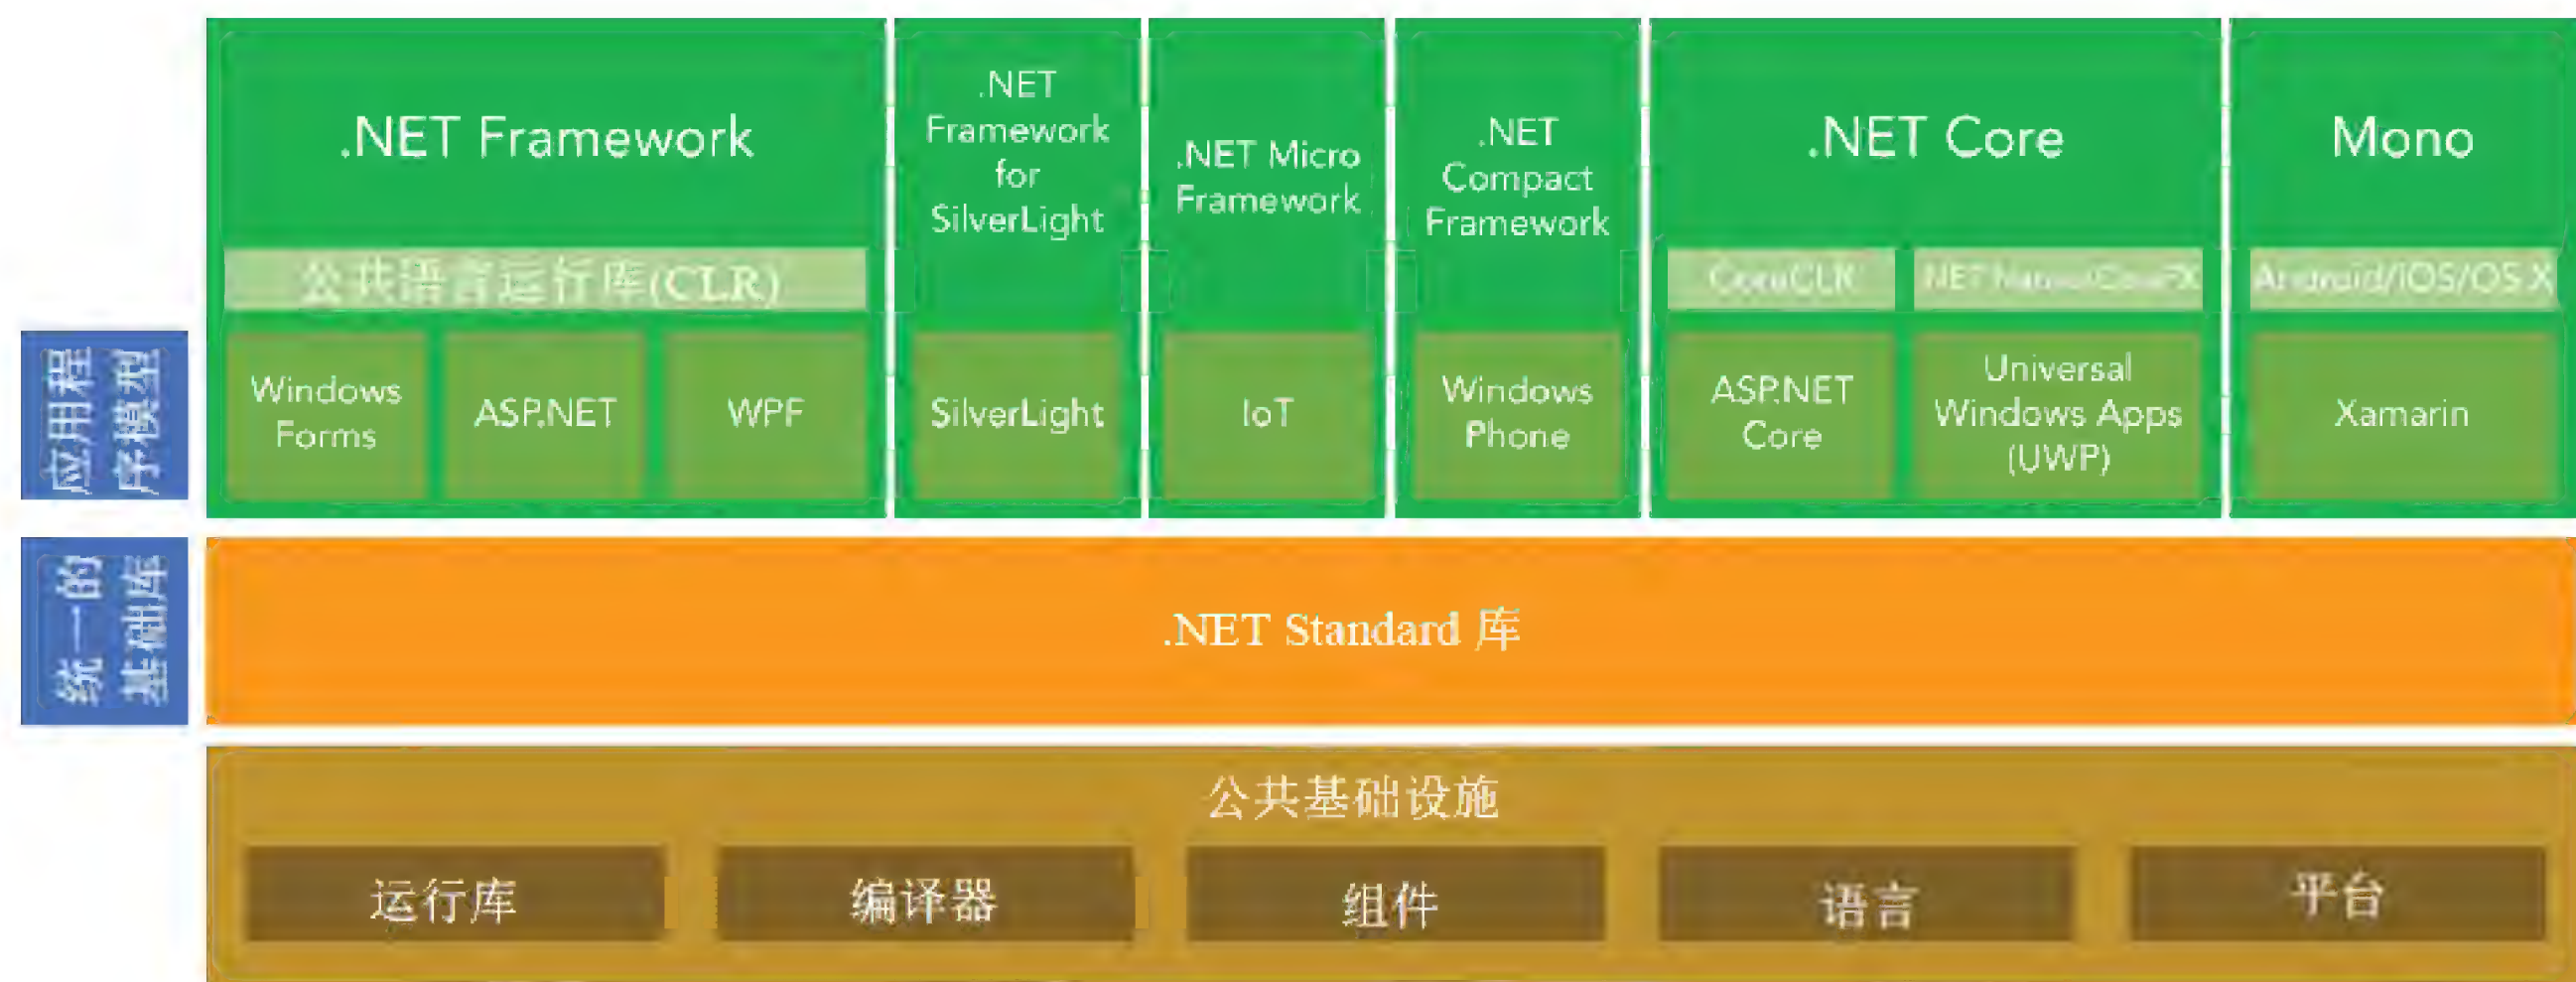 .NET Framework
公共语言运行库(CLR)
Windows
Forms
ASP.NET
WPF
.NET
Framework
for
SilverLight
SilverLight
.NET Micro
Framework
IoT
.NET
Compact
Framework
Windows
Phone
.NET Core
CoreCLR
ASP.NET
Core
Universal
Windows Apps
(UWP)
Mono
Android/iOS/OS X
Xamarin
应用程
序模型
统一的
基础库
.NET Standard 库
公共基础设施
运行库
编译器
组件
语言
平台